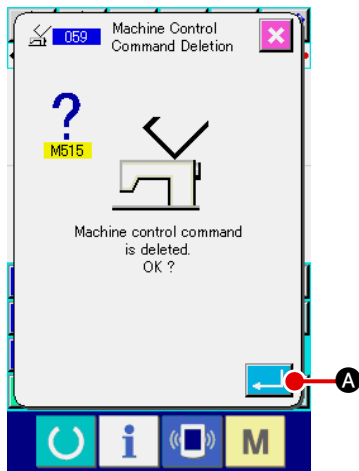 059
Machine Control
Command Deletion
?
M515
Machine control command
is deleted.
OK ?
A
i
M